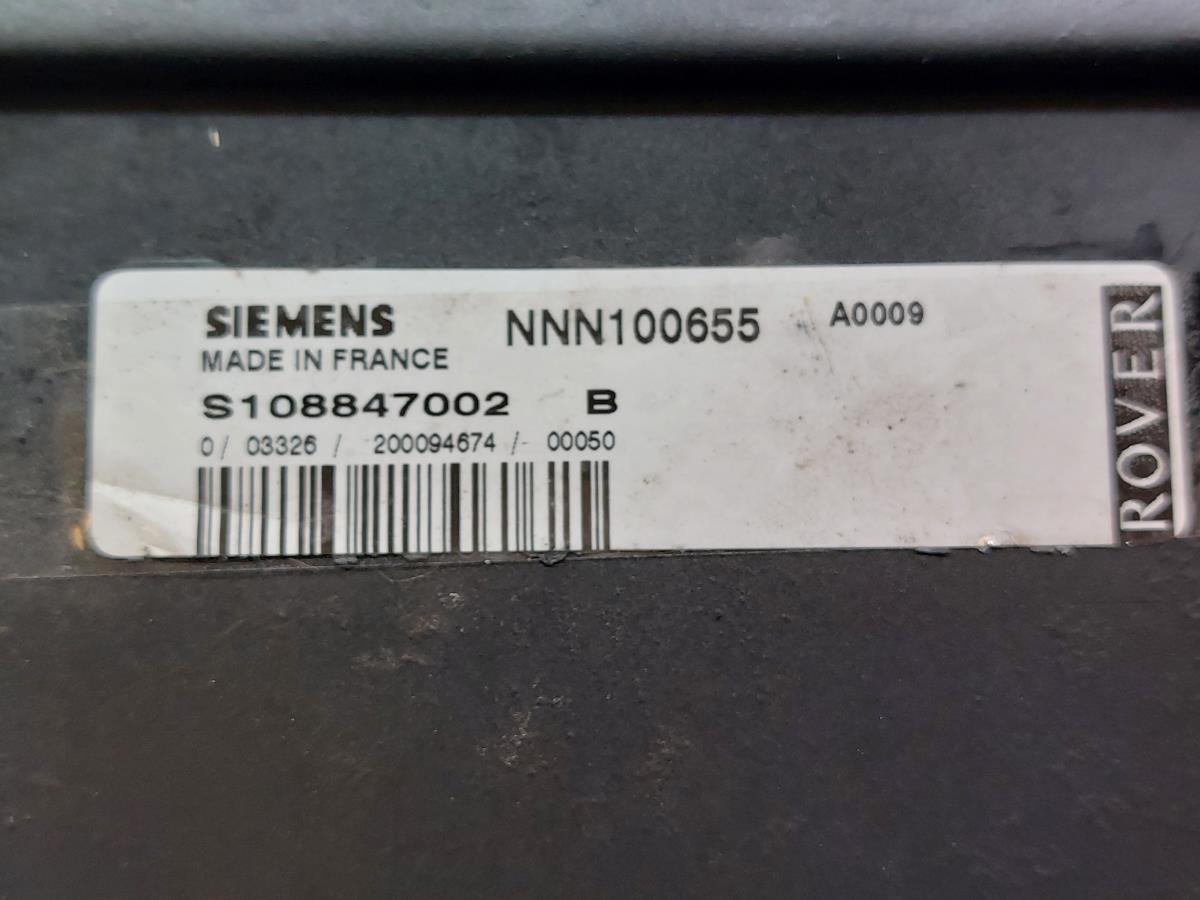 SIEMENS NNN100655 A0009
MADE IN FRANCE
S108847002 B
0/ 03326 / 200094674 / 00050
ROVER